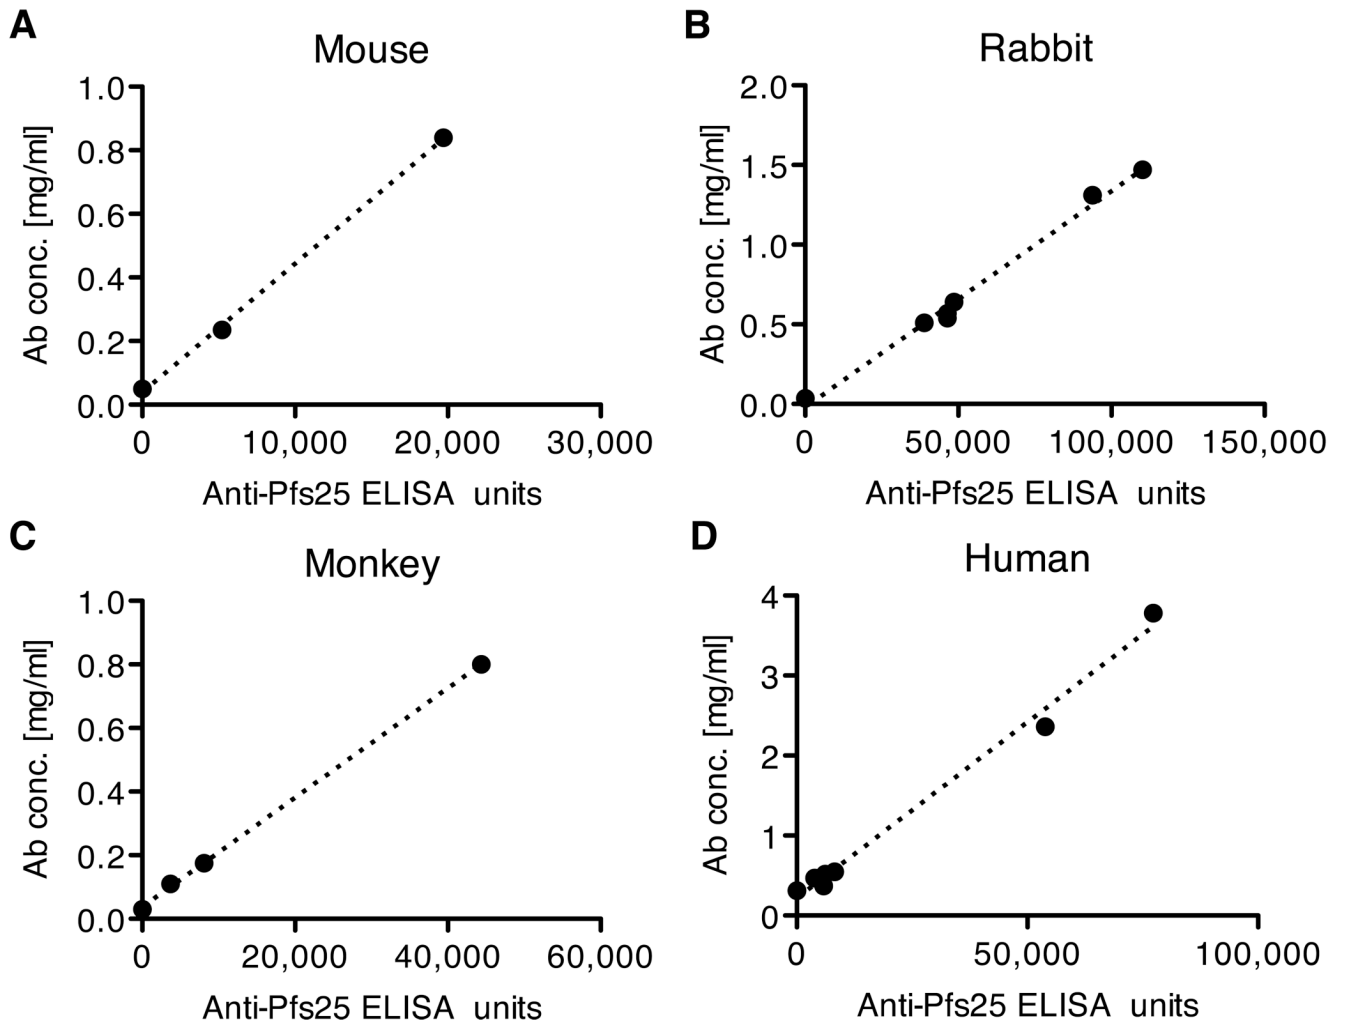 A
Mouse
Ab conc. [mg/ml]
1.0
0.8
0.6
0.4
0.2
0.0
0 10,000 20,000 30,000
Anti-Pfs25 ELISA units
B
Rabbit
Ab conc. [mg/ml]
2.0
1.5
1.0
0.5
0.0
0 50,000 100,000 150,000
Anti-Pfs25 ELISA units
C
Monkey
Ab conc. [mg/ml]
1.0
0.8
0.6
0.4
0.2
0.0
0 20,000 40,000 60,000
Anti-Pfs25 ELISA units
D
Human
Ab conc. [mg/ml]
4
3
2
1
0
0 50,000 100,000
Anti-Pfs25 ELISA units